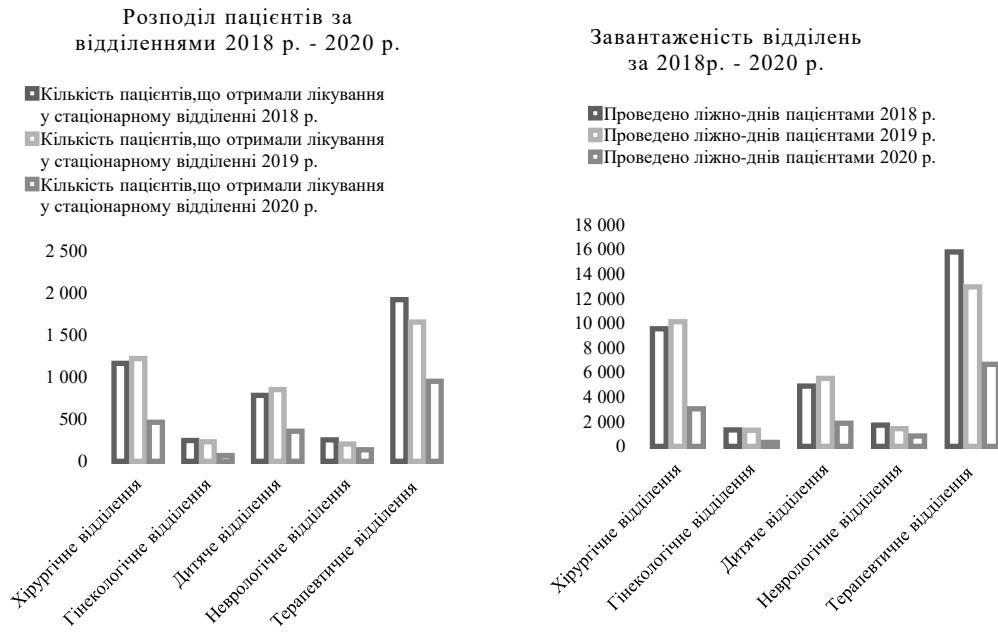 Розподіл пацієнтів за
відділеннями 2018 р. - 2020 р.
Кількість пацієнтів,що отримали лікування
у стаціонарному відділенні 2018 р.
Кількість пацієнтів,що отримали лікування
у стаціонарному відділенні 2019 р.
Кількість пацієнтів,що отримали лікування
у стаціонарному відділенні 2020 р.
2 500
2 000
1 500
1 000
500
0
Хірургічне відділення
Гінекологічне відділення
Дитяче відділення
Неврологічне відділення
Терапевтичне відділення
Завантаженість відділень
за 2018р. - 2020 р.
Проведено ліжно-днів пацієнтами 2018 р.
Проведено ліжно-днів пацієнтами 2019 р.
Проведено ліжно-днів пацієнтами 2020 р.
18 000
16 000
14 000
12 000
10 000
8 000
6 000
4 000
2 000
0
Хірургічне відділення
Гінекологічне відділення
Дитяче відділення
Неврологічне відділення
Терапевтичне відділення